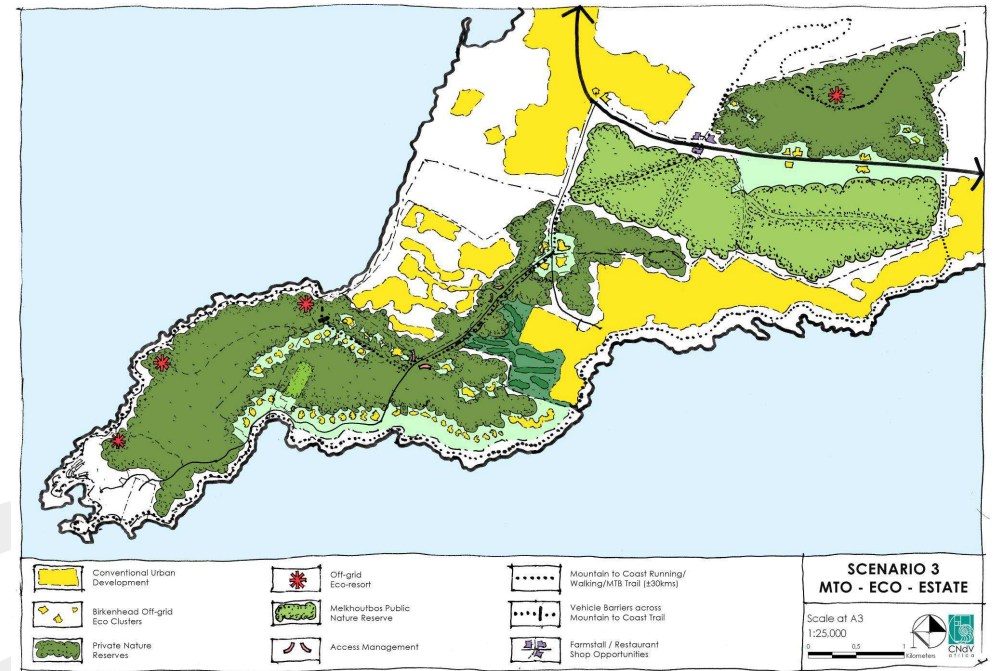 Conventional Urban
Development
Birkenhead Off-grid
Eco Clusters
Private Nature
Reserves
Off-grid
Eco-resort
Melkhoutbos Public
Nature Reserve
Access Management
Mountain to Coast Running/
Walking/MTB Trail (±30kms)
Vehicle Barriers across
Mountain to Coast Trail
Farmstall / Restaurant
Shop Opportunities
SCENARIO 3
MTO - ECO - ESTATE
Scale at A3
1:25,000
0 0.5 1
Kilometers
CNdV
africa